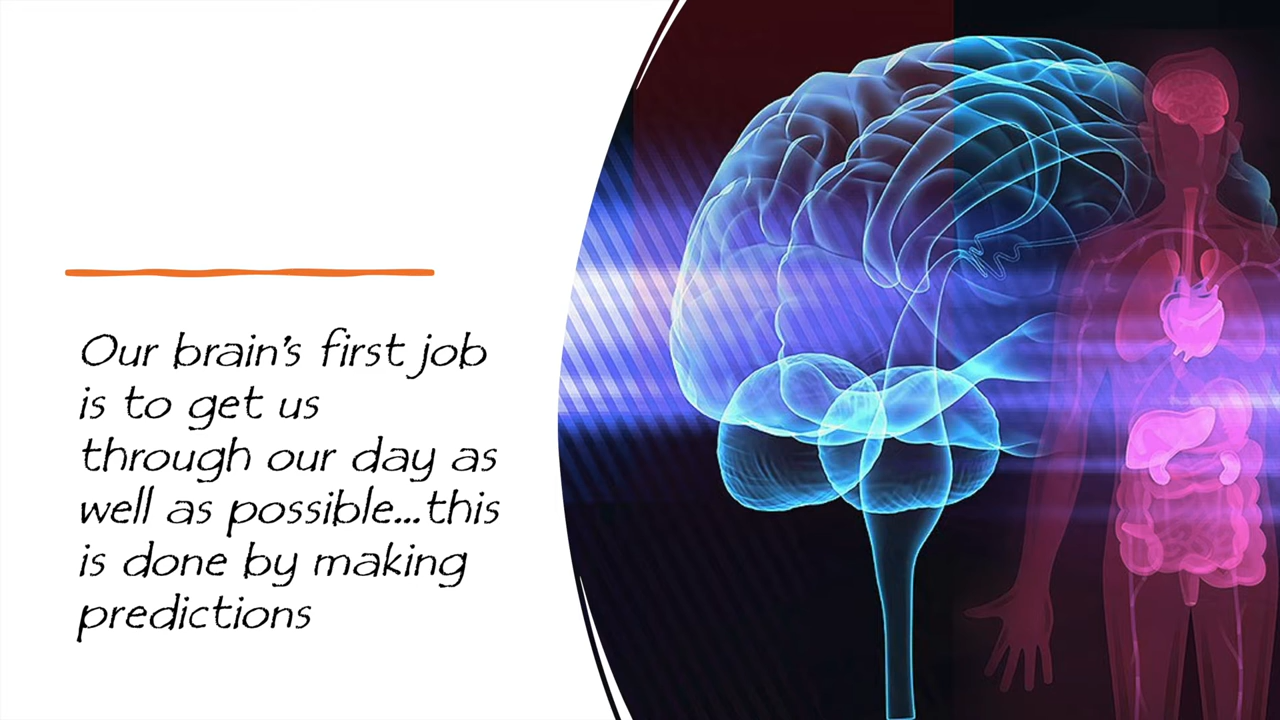 Our brain's first job
is to get us
through our day as
well as possible...this
is done by making
predictions